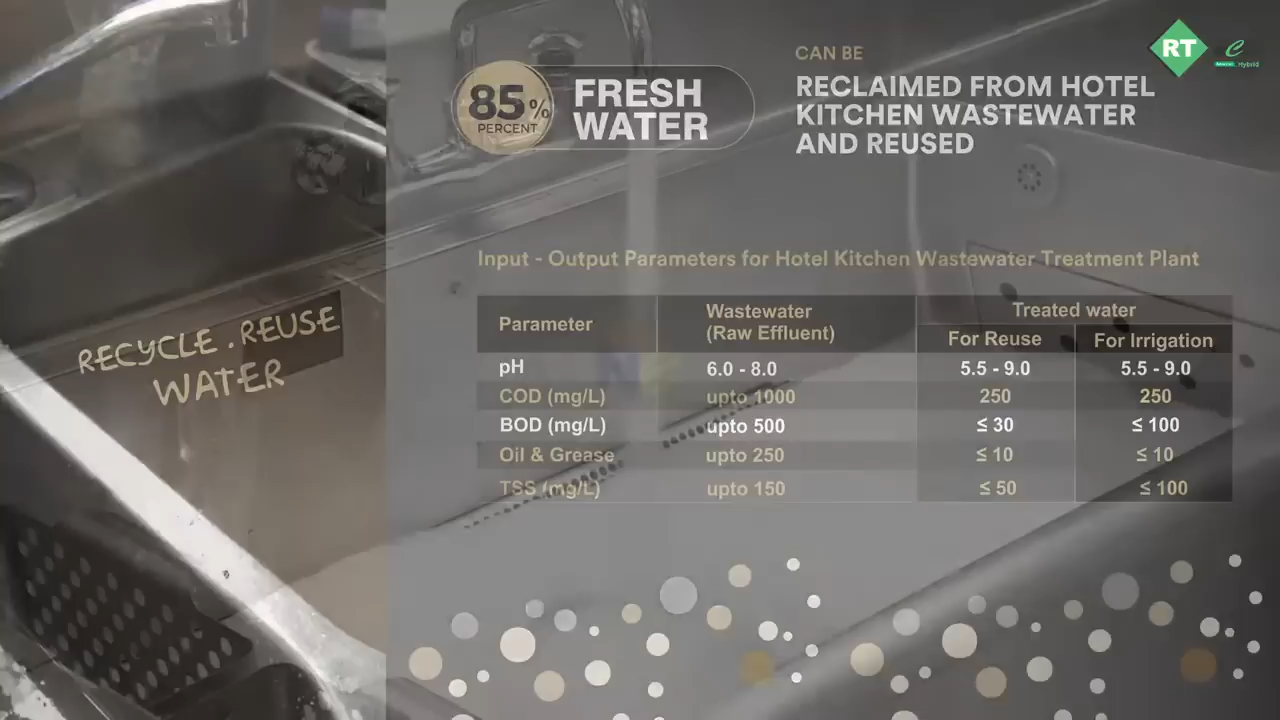 85% FRESH
PERCENT WATER
CAN BE
RECLAIMED FROM HOTEL
KITCHEN WASTEWATER
AND REUSED
RT
e
Hybrid
RECYCLE . REUSE
WATER
Input - Output Parameters for Hotel Kitchen Wastewater Treatment Plant
Parameter Wastewater (Raw Effluent) Treated water
For Reuse For Irrigation
pH 6.0 - 8.0 5.5 - 9.0 5.5 - 9.0
COD (mg/L) upto 1000 250 250
BOD (mg/L) upto 500 ≤ 30 ≤ 100
Oil & Grease upto 250 ≤ 10 ≤ 10
TSS (mg/L) upto 150 ≤ 50 ≤ 100